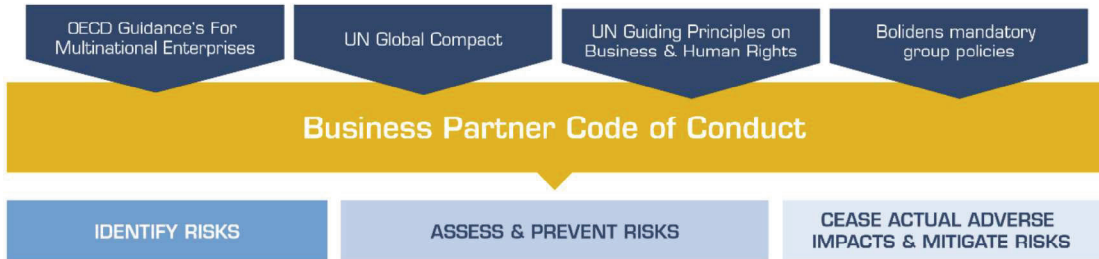 OECD Guidance's For
Multinational Enterprises
UN Global Compact
UN Guiding Principles on
Business & Human Rights
Bolidens mandatory
group policies
Business Partner Code of Conduct
IDENTIFY RISKS
ASSESS & PREVENT RISKS
CEASE ACTUAL ADVERSE
IMPACTS & MITIGATE RISKS